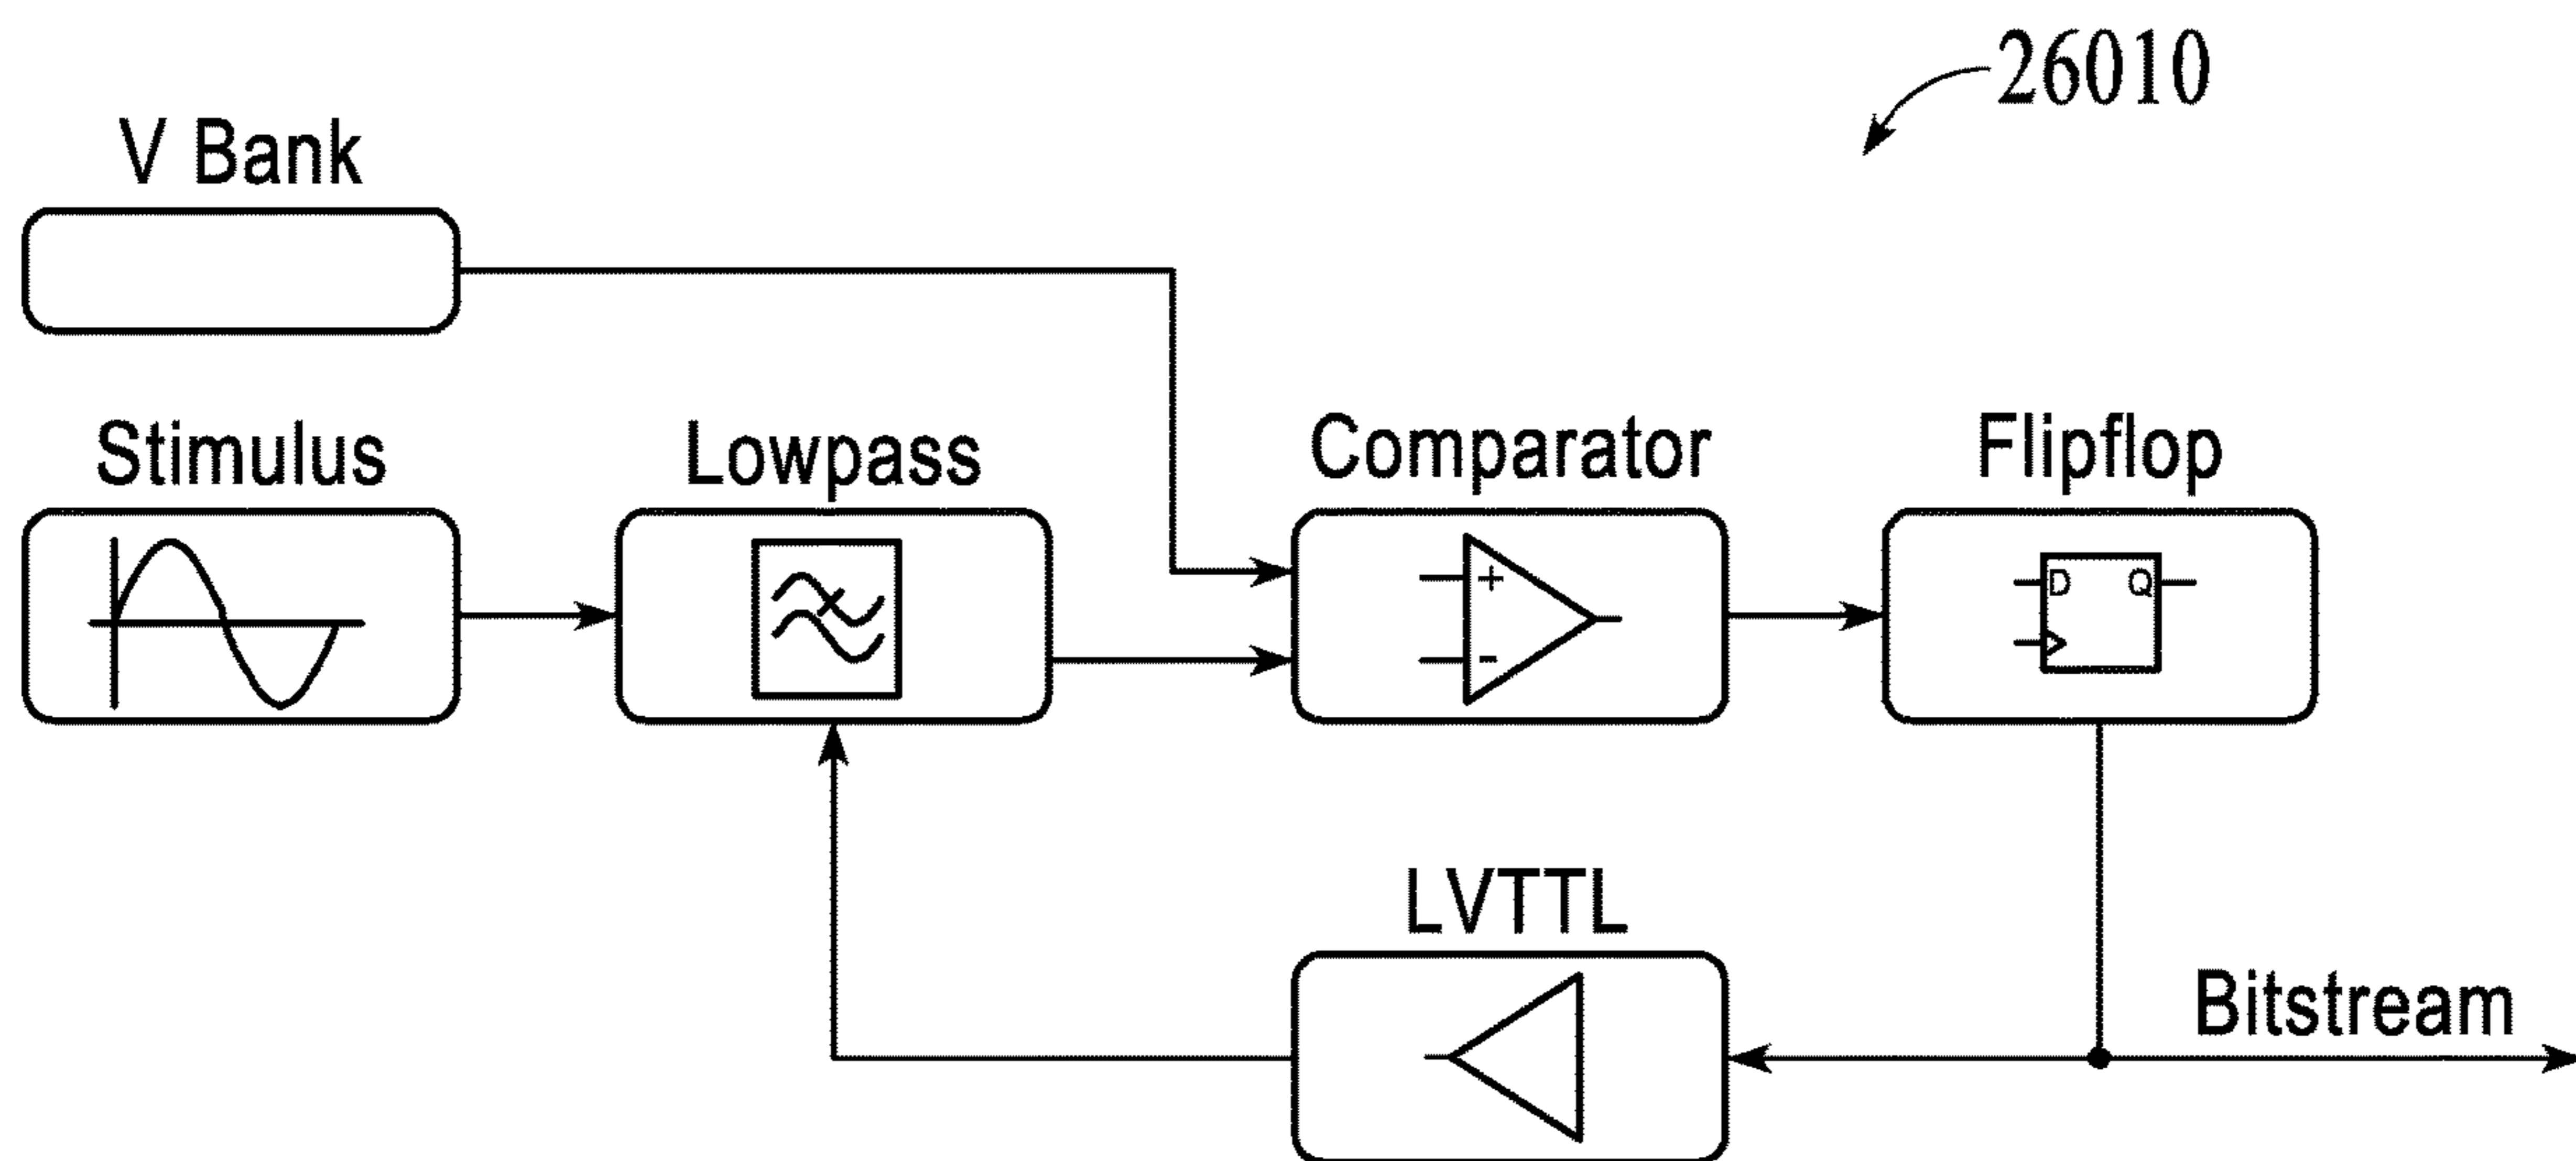 26010
V Bank
Stimulus
Lowpass
Comparator
Flipflop
+
-
D Q
LVTTL
Bitstream